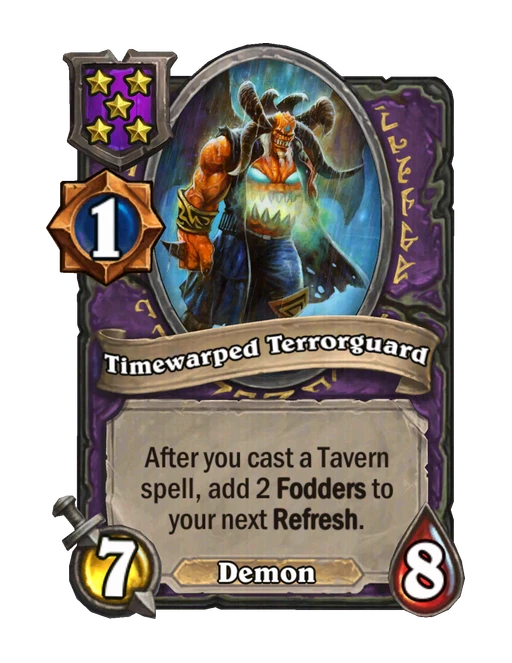 1
Timewarped Terrorguard
After you cast a Tavern
spell, add 2 Fodders to
your next Refresh.
7
Demon
8